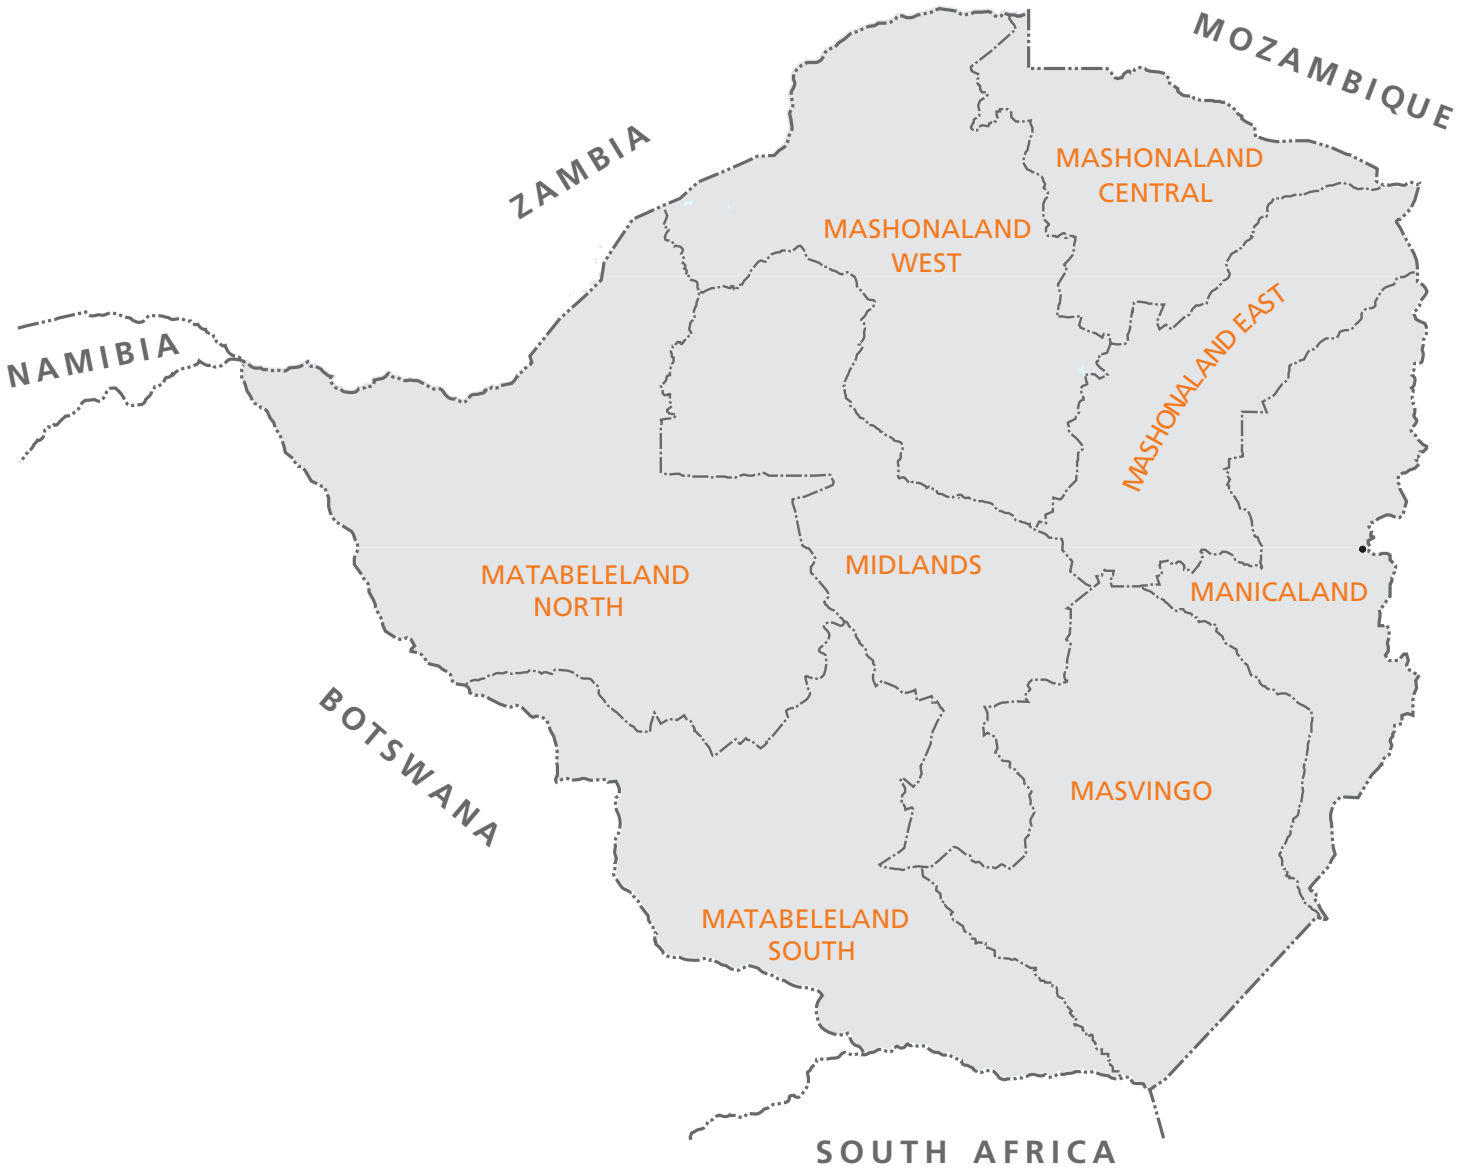 MOZAMBIQUE
ZAMBIA
MASHONALAND
CENTRAL
MASHONALAND
WEST
MASHONALAND EAST
NAMIBIA
MATABELELAND
NORTH
MIDLANDS
MANICALAND
BOTSWANA
MASVINGO
MATABELELAND
SOUTH
SOUTH AFRICA